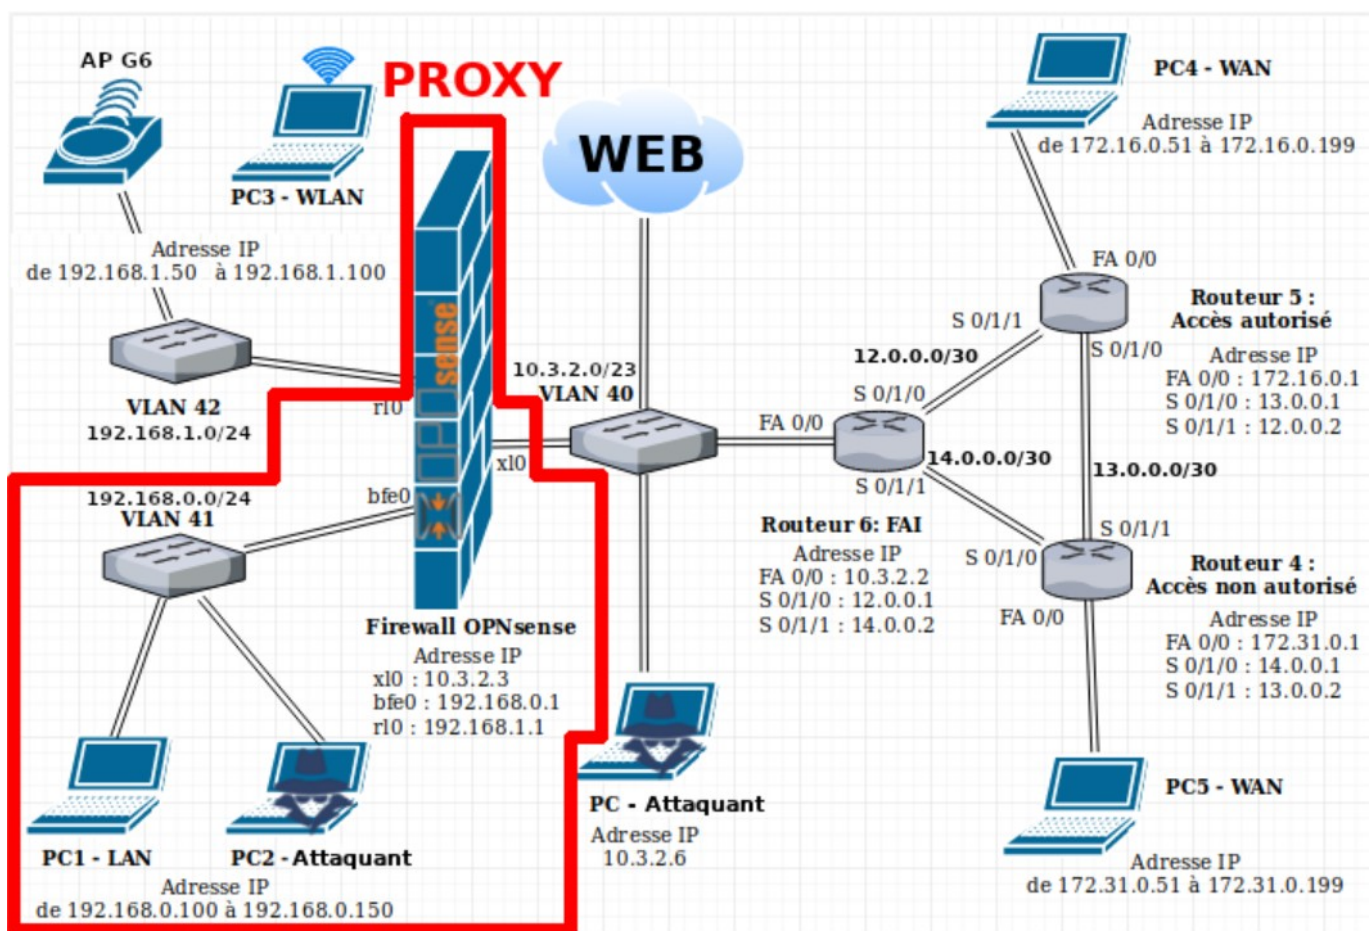 AP G6
PROXY
WEB
PC3 - WLAN
Adresse IP
de 192.168.1.50 à 192.168.1.100
VLAN 42
192.168.1.0/24
rl0
OPNsense
10.3.2.0/23
VLAN 40
xl0
192.168.0.0/24
VLAN 41
bfe0
Firewall OPNsense
Adresse IP
xl0 : 10.3.2.3
bfe0 : 192.168.0.1
rl0 : 192.168.1.1
PC1 - LAN
PC2 - Attaquant
Adresse IP
de 192.168.0.100 à 192.168.0.150
PC - Attaquant
Adresse IP
10.3.2.6
PC4 - WAN
Adresse IP
de 172.16.0.51 à 172.16.0.199
FA 0/0
S 0/1/1
S 0/1/0
Routeur 5 :
Accès autorisé
Adresse IP
FA 0/0 : 172.16.0.1
S 0/1/0 : 13.0.0.1
S 0/1/1 : 12.0.0.2
12.0.0.0/30
S 0/1/0
FA 0/0
14.0.0.0/30
13.0.0.0/30
S 0/1/1
Routeur 6: FAI
Adresse IP
FA 0/0 : 10.3.2.2
S 0/1/0 : 12.0.0.1
S 0/1/1 : 14.0.0.2
S 0/1/1
S 0/1/0
FA 0/0
Routeur 4 :
Accès non autorisé
Adresse IP
FA 0/0 : 172.31.0.1
S 0/1/0 : 14.0.0.1
S 0/1/1 : 13.0.0.2
PC5 - WAN
Adresse IP
de 172.31.0.51 à 172.31.0.199